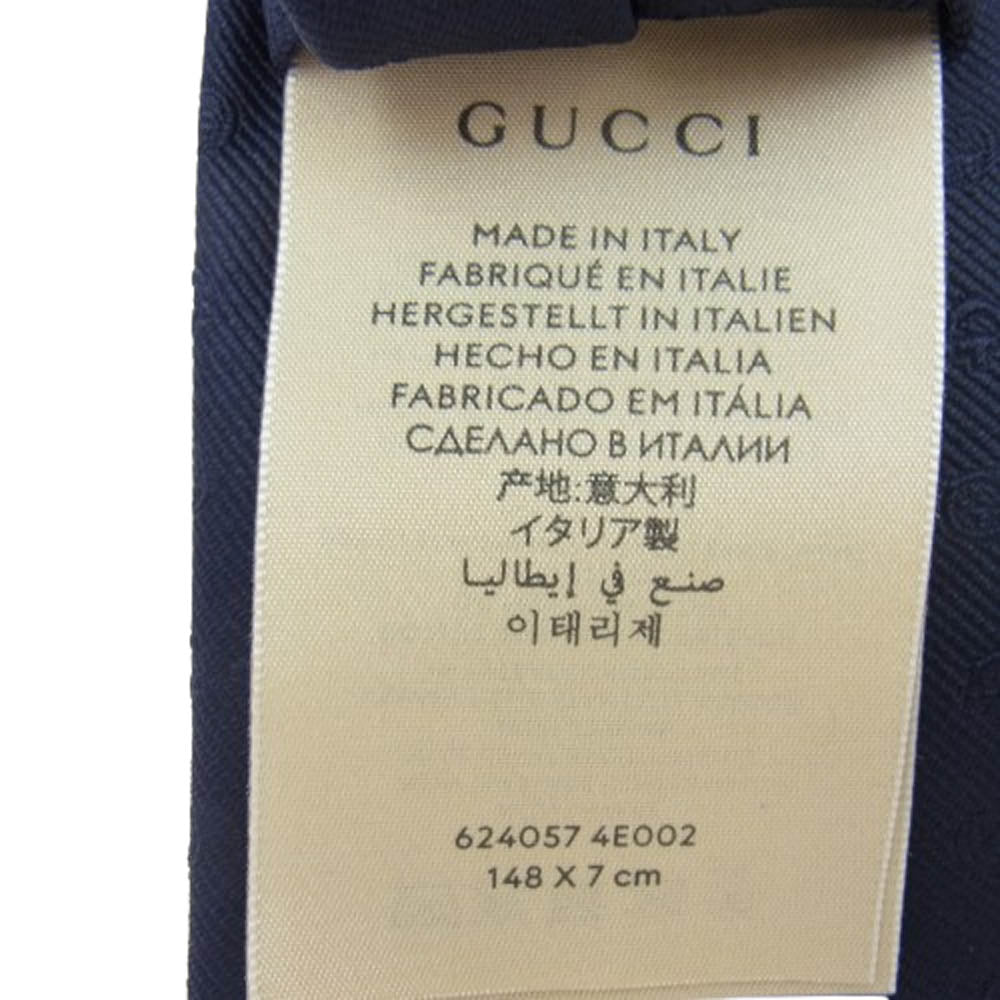 GUCCI
MADE IN ITALY
FABRIQUÉ EN ITALIE
HERGESTELLT IN ITALIEN
HECHO EN ITALIA
FABRICADO EM ITÁLIA
СДЕЛАНО В ИТАЛИИ
产地:意大利
イタリア製
صنع في إيطاليا
이태리제
624057 4E002
148 X 7 cm